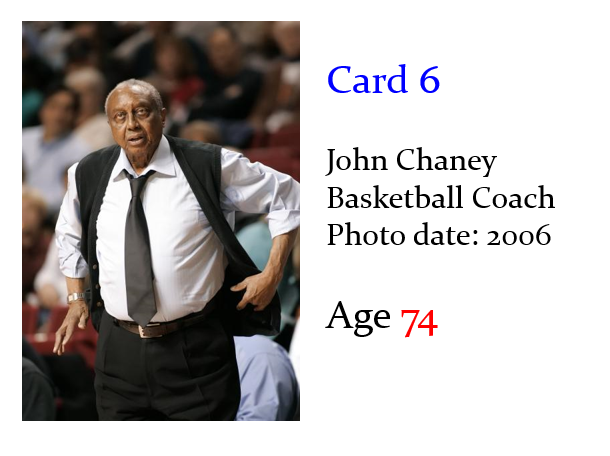 Card 6
John Chaney
Basketball Coach
Photo date: 2006
Age 74